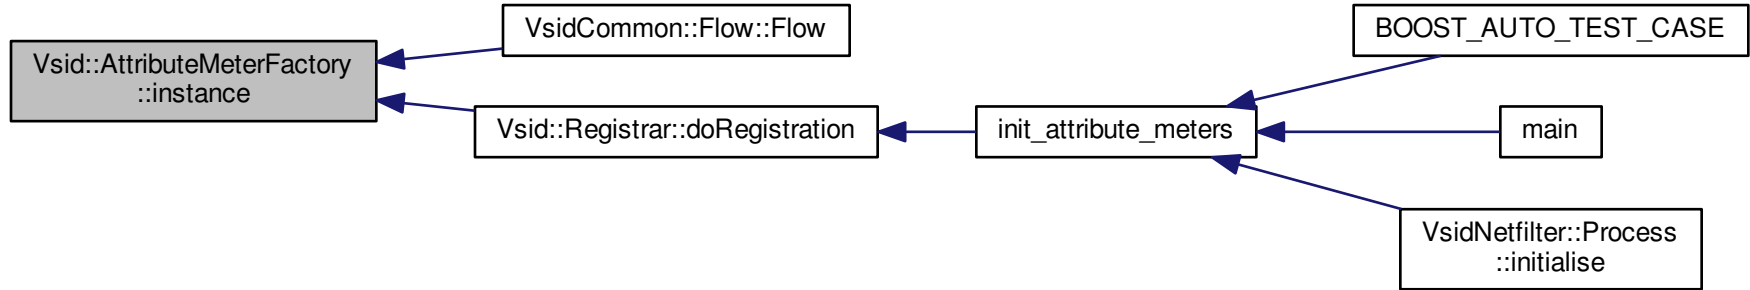 Vsid::AttributeMeterFactory
::instance
VsidCommon::Flow::Flow
Vsid::Registrar::doRegistration
init_attribute_meters
BOOST_AUTO_TEST_CASE
main
VsidNetfilter::Process
::initialise